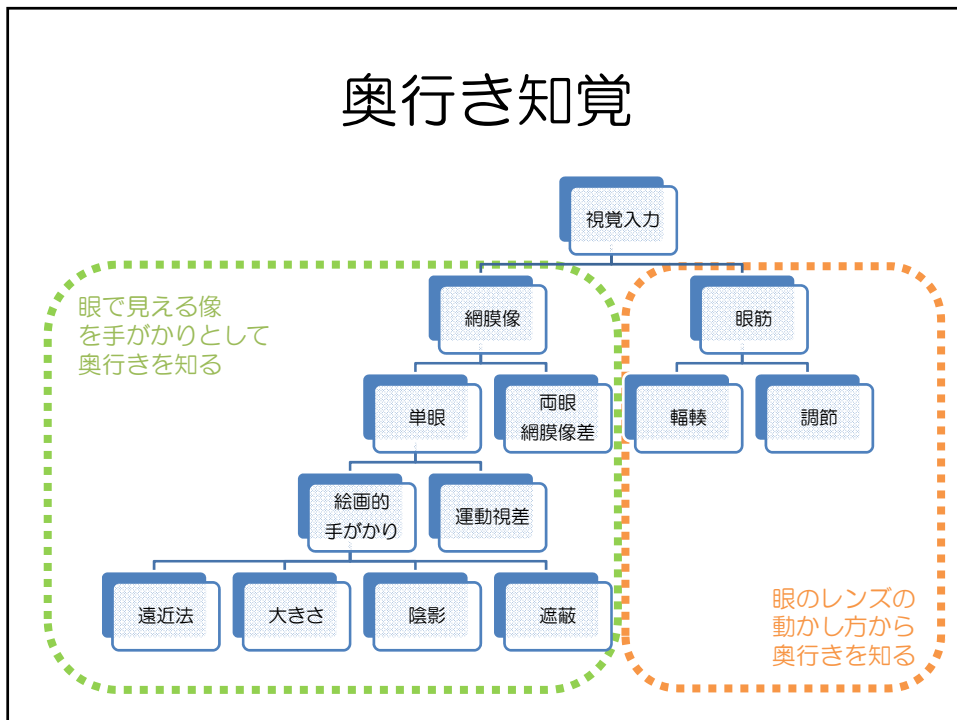 奥行き知覚
視覚入力
眼で見える像
を手がかりとして
奥行きを知る
網膜像
眼筋
単眼
両眼
網膜像差
輻輳
調節
絵画的
手がかり
運動視差
遠近法
大きさ
陰影
遮蔽
眼のレンズの
動かし方から
奥行きを知る